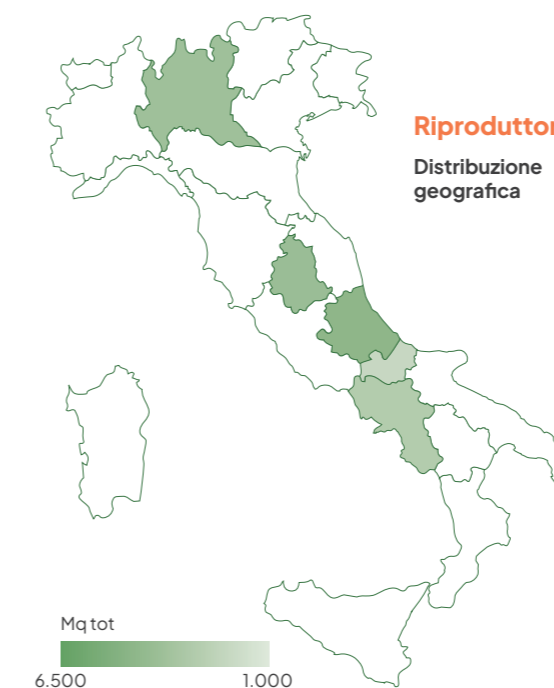 Riproduttor
Distribuzione
geografica
Mq tot
6.500 1.000